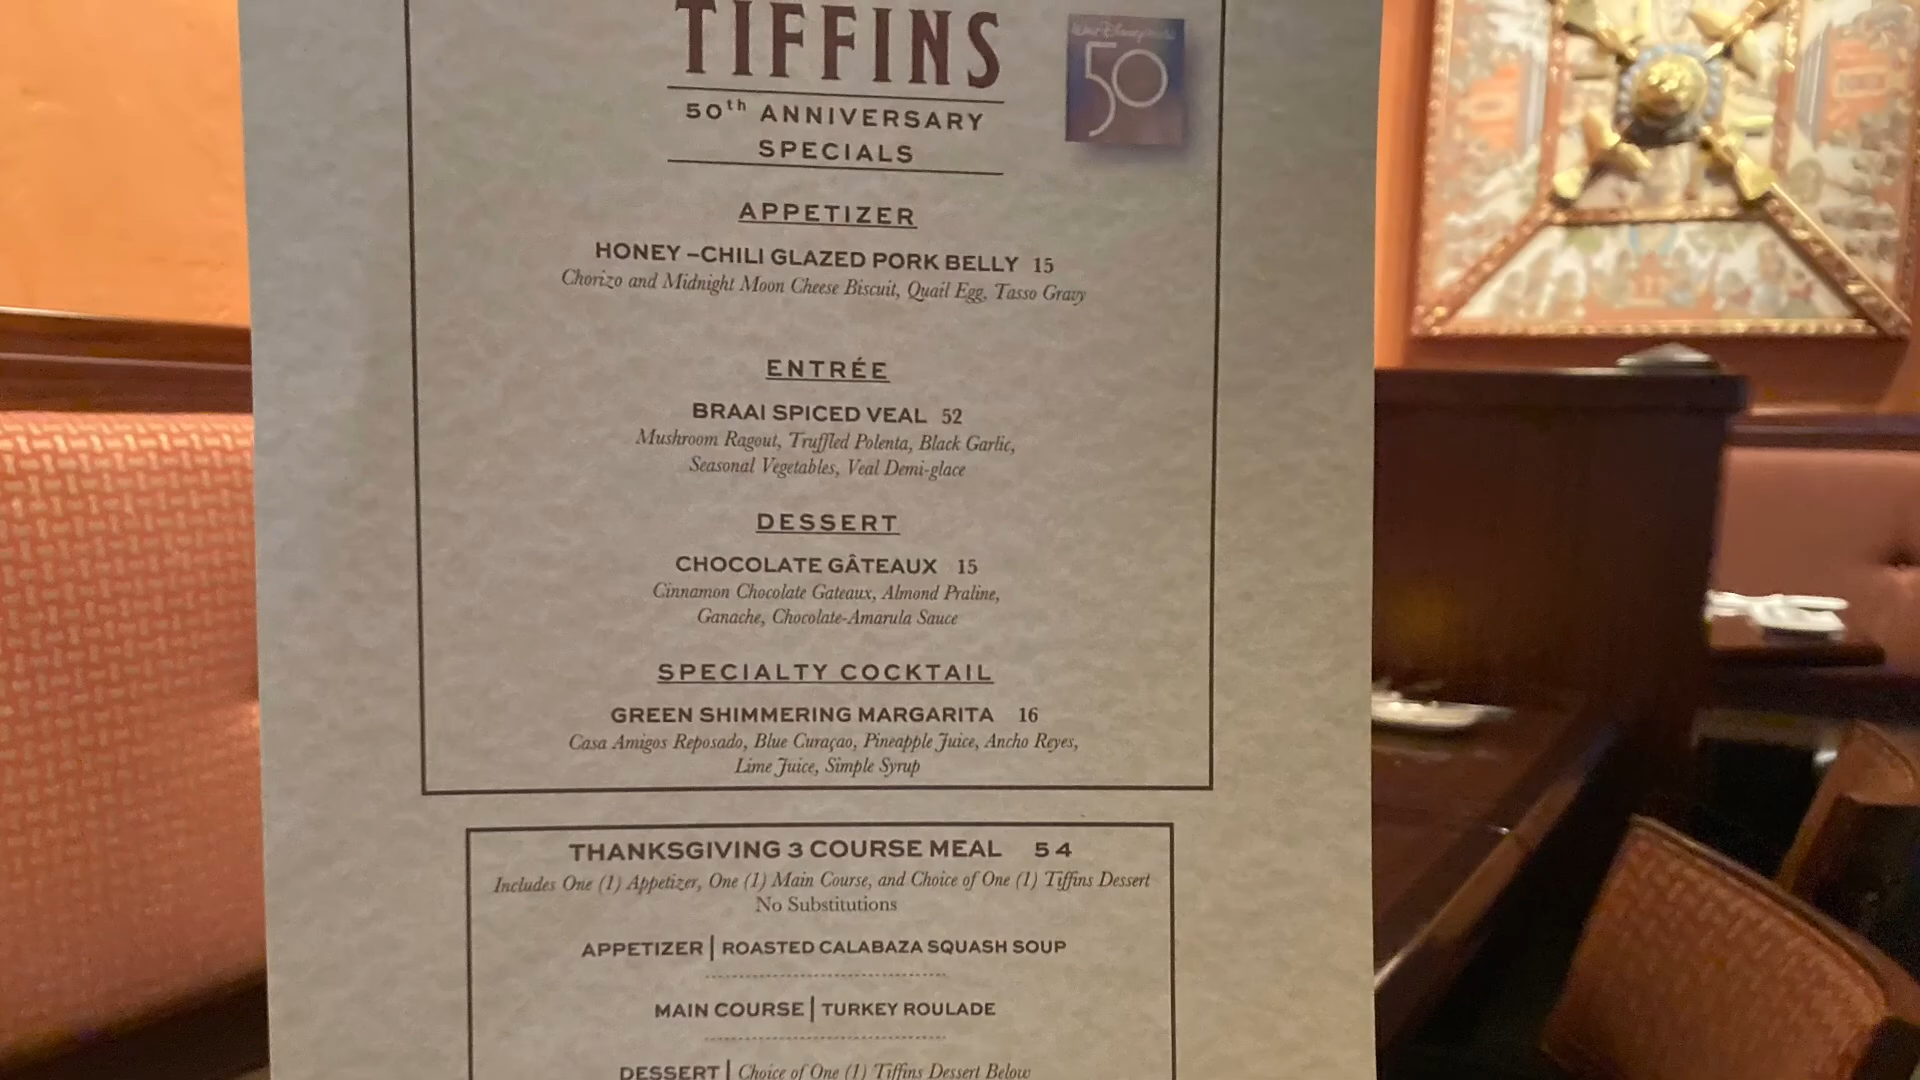 TIFFINS
Walt Disney World
50
50th ANNIVERSARY
SPECIALS
APPETIZER
HONEY –CHILI GLAZED PORK BELLY 15
Chorizo and Midnight Moon Cheese Biscuit, Quail Egg, Tasso Gravy
ENTRÉE
BRAAI SPICED VEAL 52
Mushroom Ragout, Truffled Polenta, Black Garlic,
Seasonal Vegetables, Veal Demi-glace
DESSERT
CHOCOLATE GÂTEAUX 15
Cinnamon Chocolate Gateaux, Almond Praline,
Ganache, Chocolate-Amarula Sauce
SPECIALTY COCKTAIL
GREEN SHIMMERING MARGARITA 16
Casa Amigos Reposado, Blue Curaçao, Pineapple Juice, Ancho Reyes,
Lime Juice, Simple Syrup
THANKSGIVING 3 COURSE MEAL 54
Includes One (1) Appetizer, One (1) Main Course, and Choice of One (1) Tiffins Dessert
No Substitutions
APPETIZER | ROASTED CALABAZA SQUASH SOUP
MAIN COURSE | TURKEY ROULADE
DESSERT | Choice of One (1) Tiffins Dessert Below